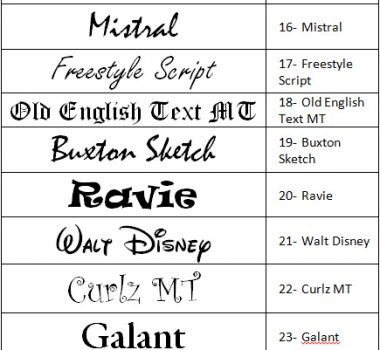 Mistral
16- Mistral
Freestyle Script
17- Freestyle
Script
Old English Text MT
18- Old English
Text MT
Buxton Sketch
19- Buxton
Sketch
Ravie
20- Ravie
Walt Disney
21- Walt Disney
Curlz MT
22- Curlz MT
Galant
23- Galant